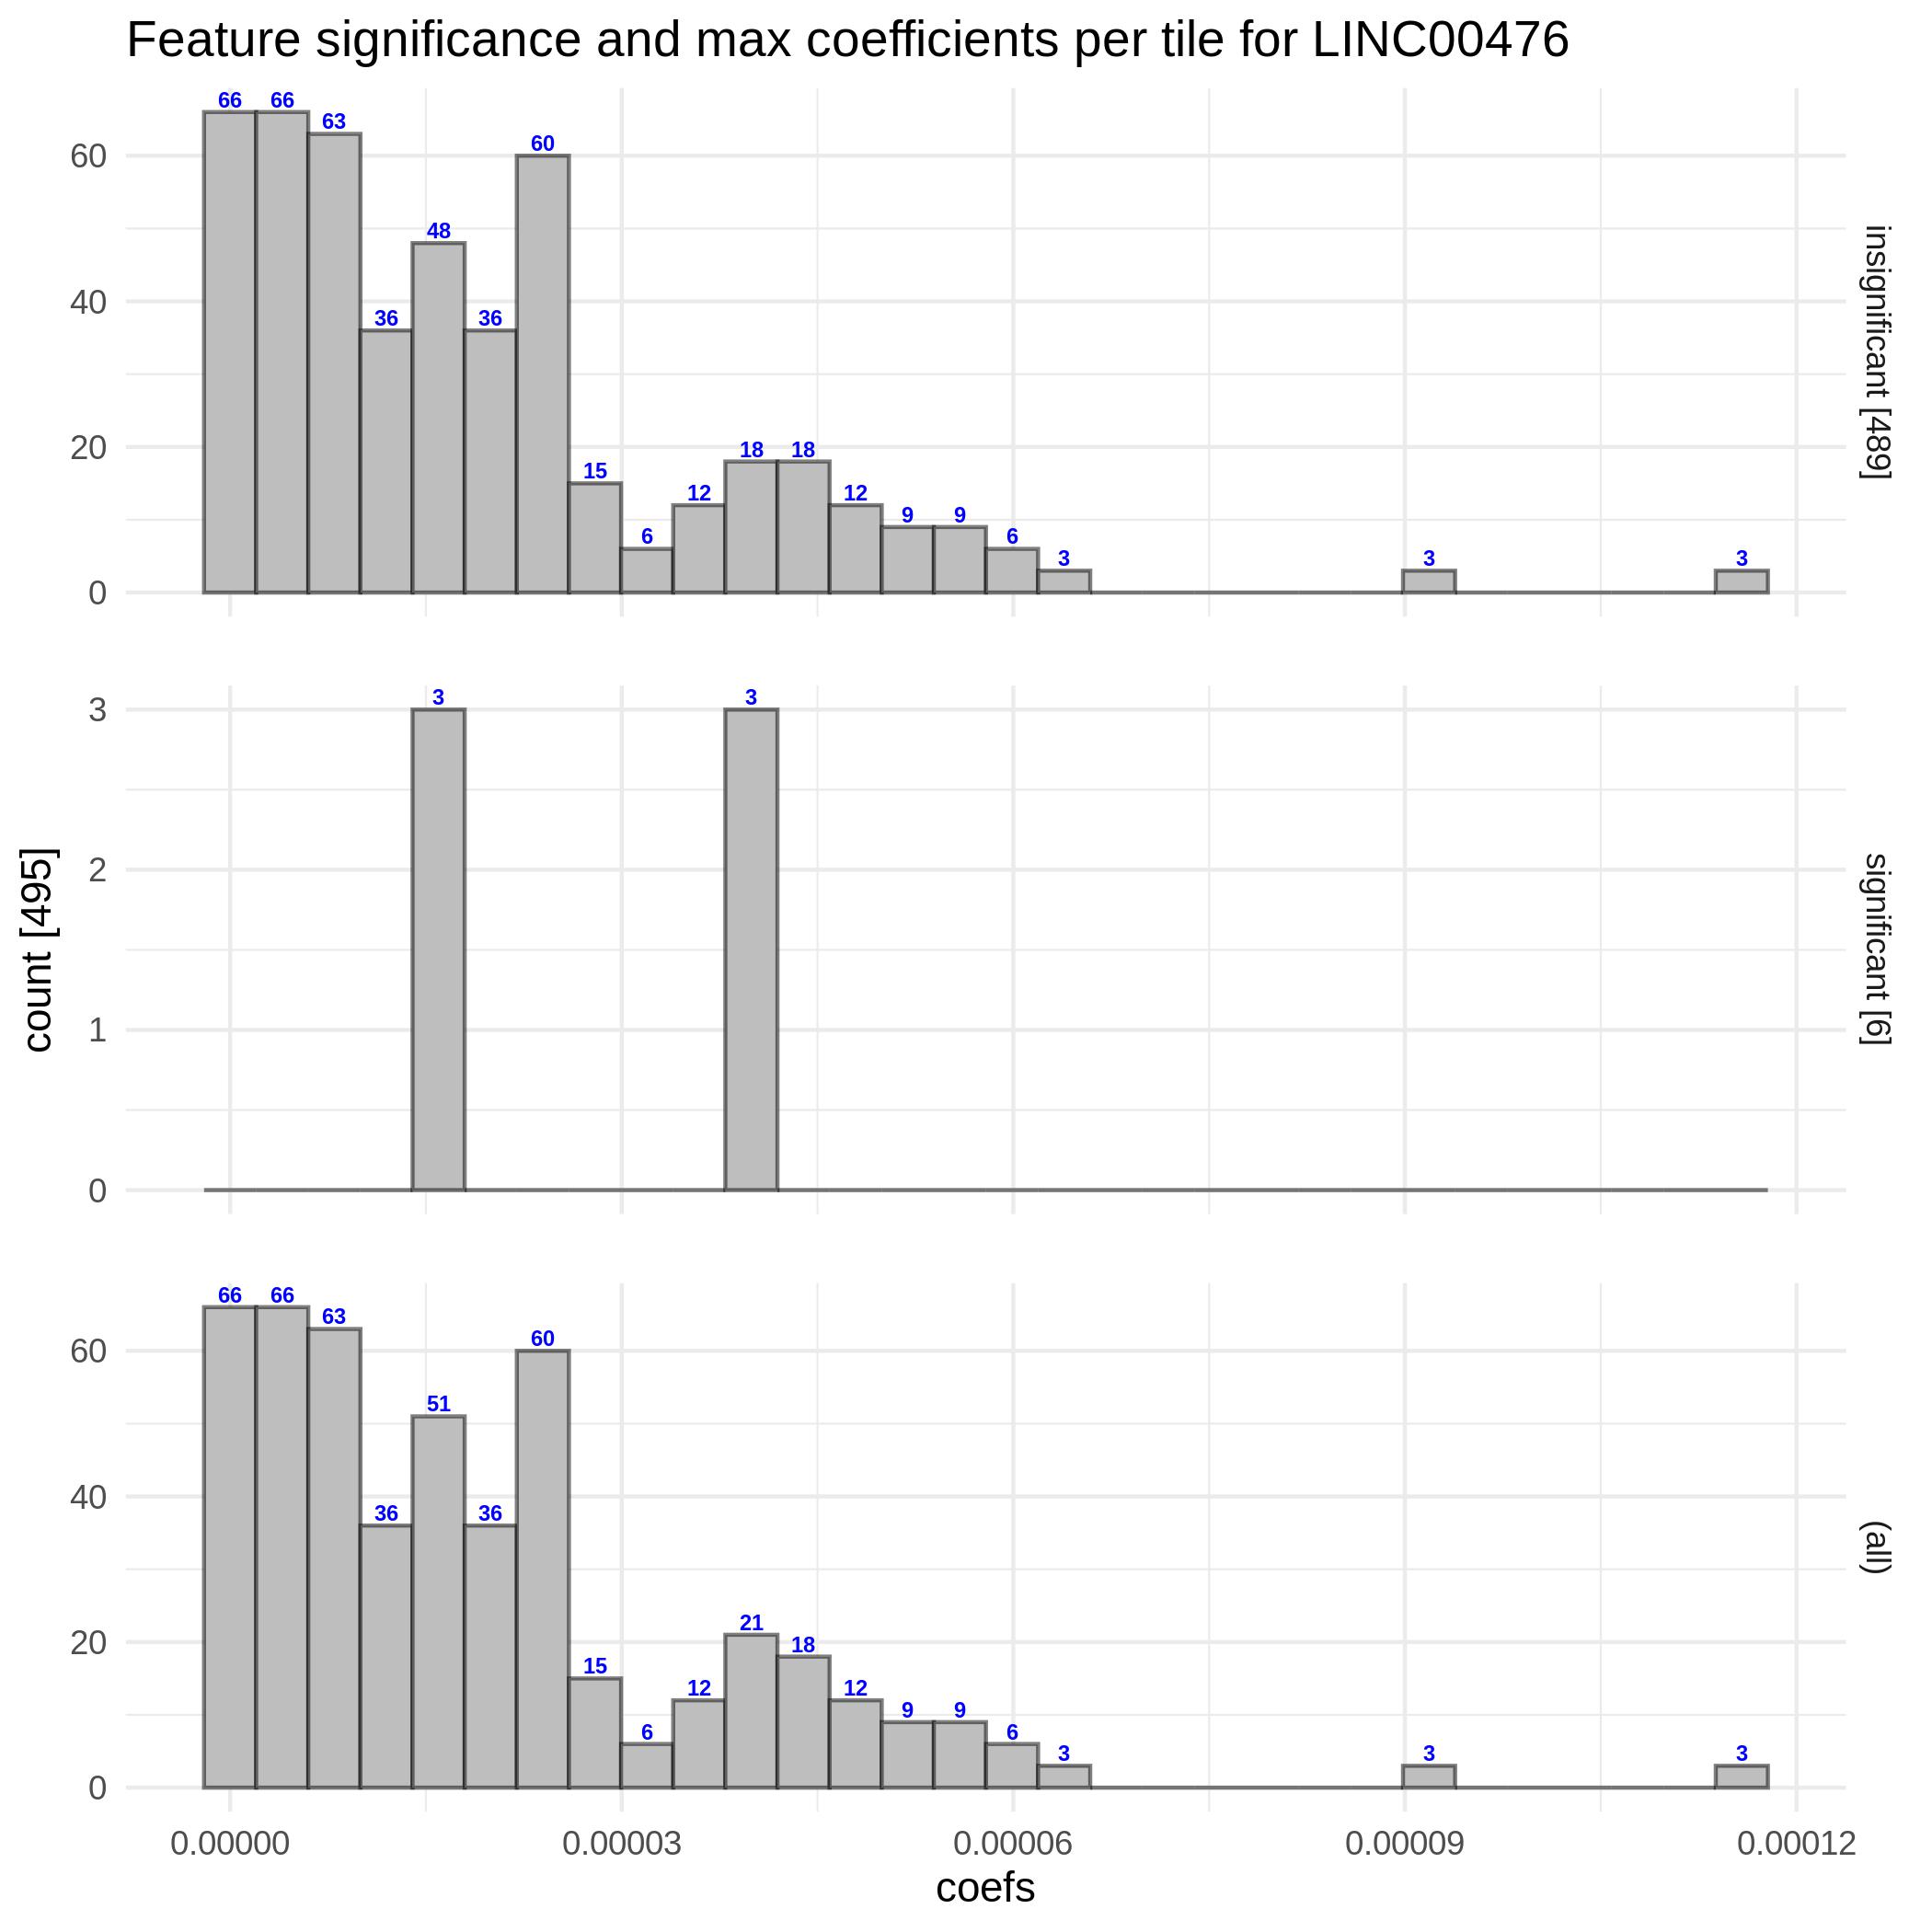 Feature significance and max coefficients per tile for LINC00476
66 66 63 36 48 36 60 15 6 12 18 18 12 9 9 6 3 3 3
60
40
20
0
insignificant [489]
3 3
3
2
1
0
significant [6]
count [495]
66 66 63 36 51 36 60 15 6 12 21 18 12 9 9 6 3 3 3
60
40
20
0
(all)
0.00000 0.00003 0.00006 0.00009 0.00012
coefs